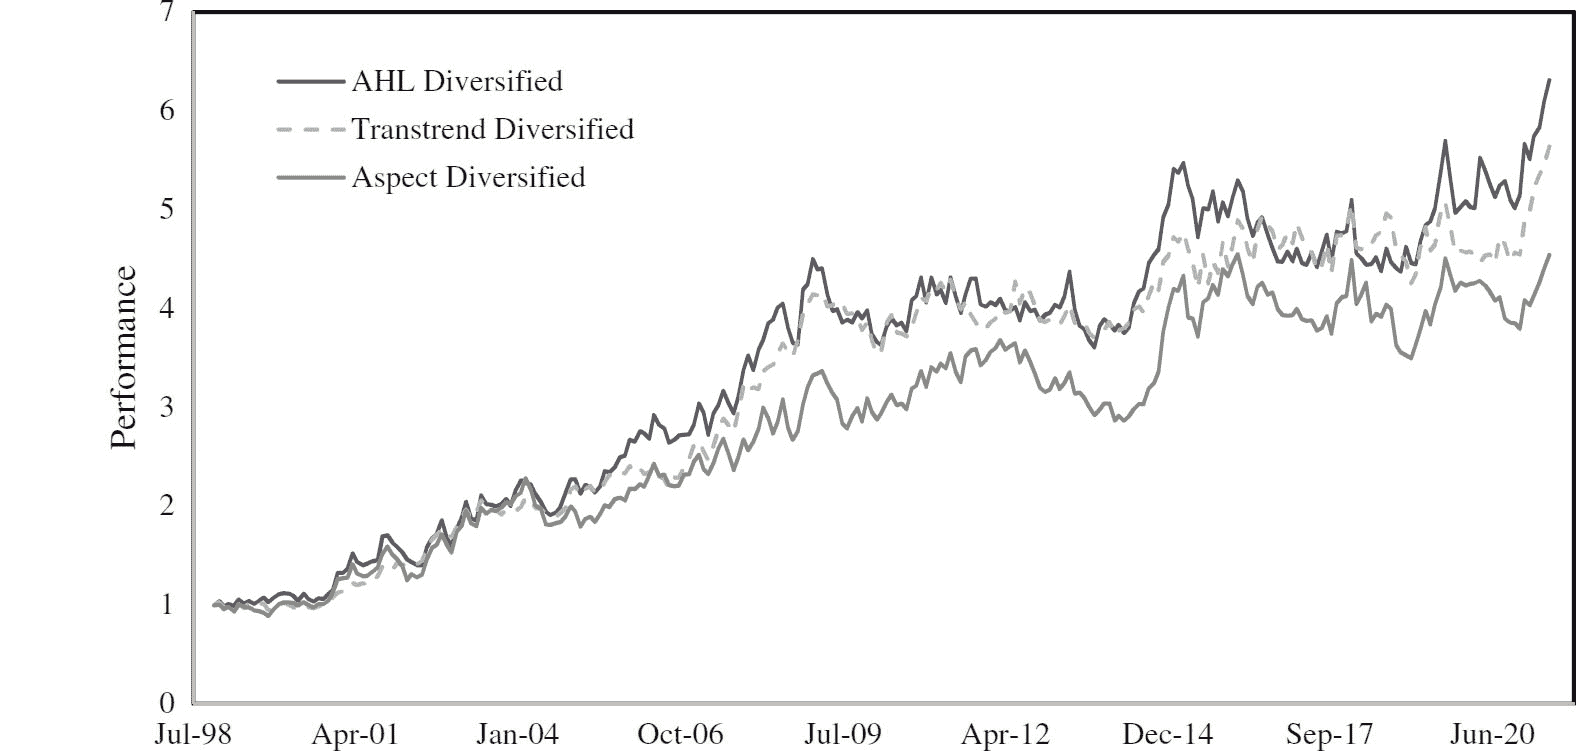 7
6
5
4
3
2
1
0
Performance
AHL Diversified
Transtrend Diversified
Aspect Diversified
Jul-98 Apr-01 Jan-04 Oct-06 Jul-09 Apr-12 Dec-14 Sep-17 Jun-20